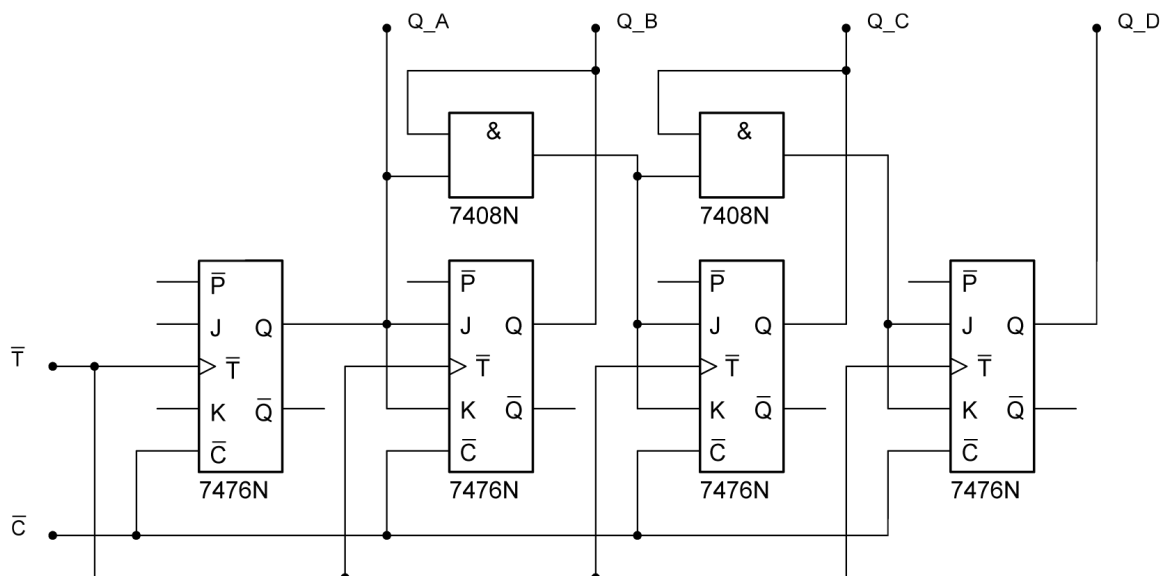 Q_A Q_B Q_C Q_D
& &
7408N 7408N
P̅ P̅ P̅ P̅
J Q J Q J Q J Q
T̅ T̅ T̅ T̅ T̅
K Q̅ K Q̅ K Q̅ K Q̅
C̅ C̅ C̅ C̅
7476N 7476N 7476N 7476N
C̅